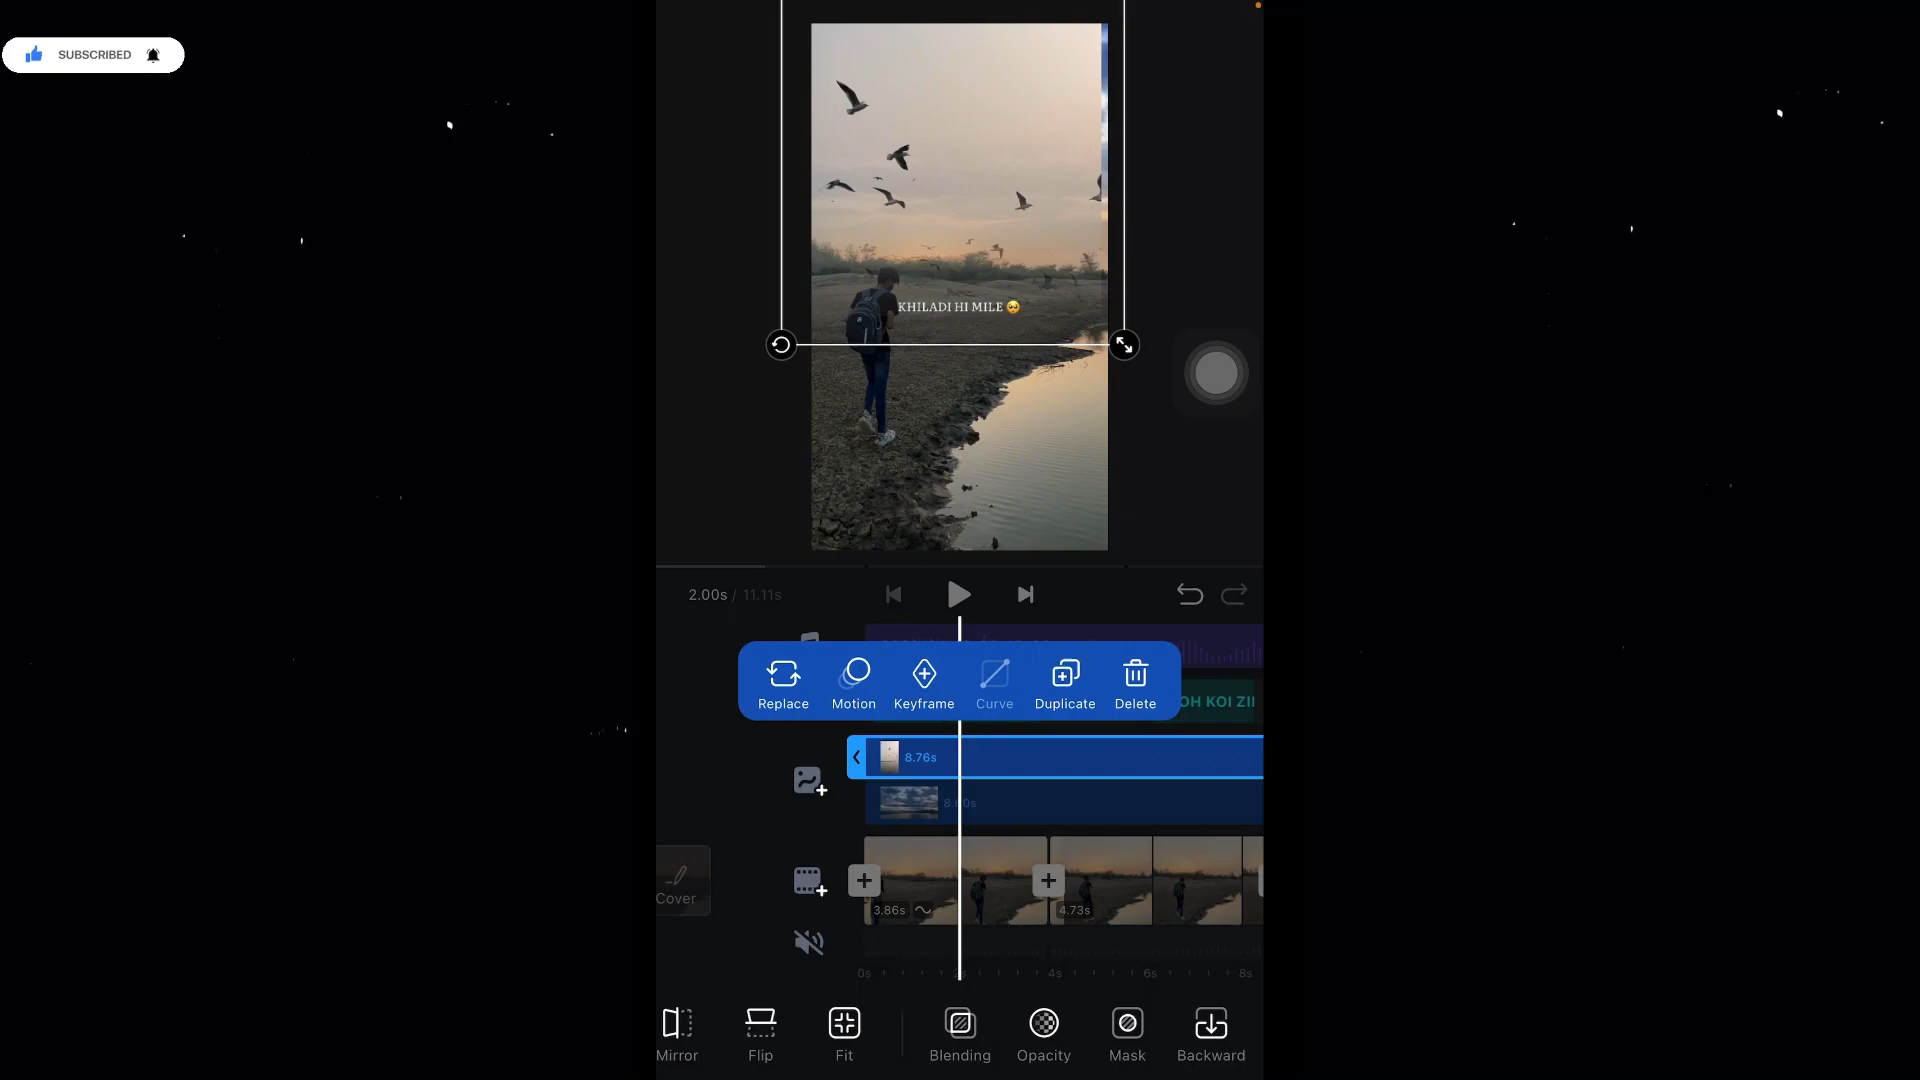 SUBSCRIBED
KHILADI HI MILE 🥺
2.00s / 11.11s
Replace Motion Keyframe Curve Duplicate Delete
OH KOI ZI
8.76s
Cover
3.86s 4.73s
0s 4s 6s 8s
Mirror Flip Fit Blending Opacity Mask Backward